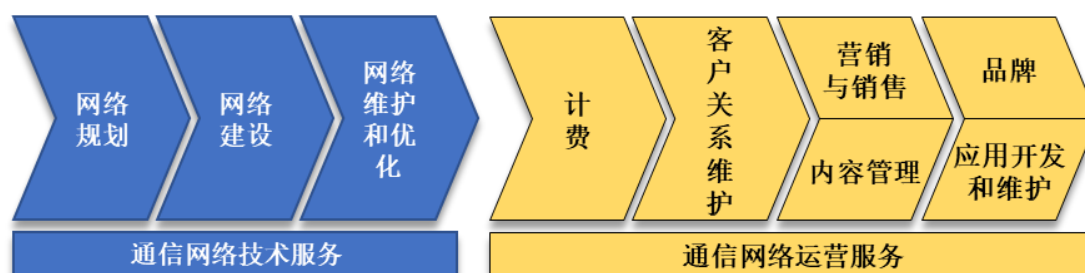 网络
规划
网络
建设
网络
维护
和优
化
计
费
客
户
关
系
维
护
营销
与销售
内容管理
品牌
应用开发
和维护
通信网络技术服务
通信网络运营服务